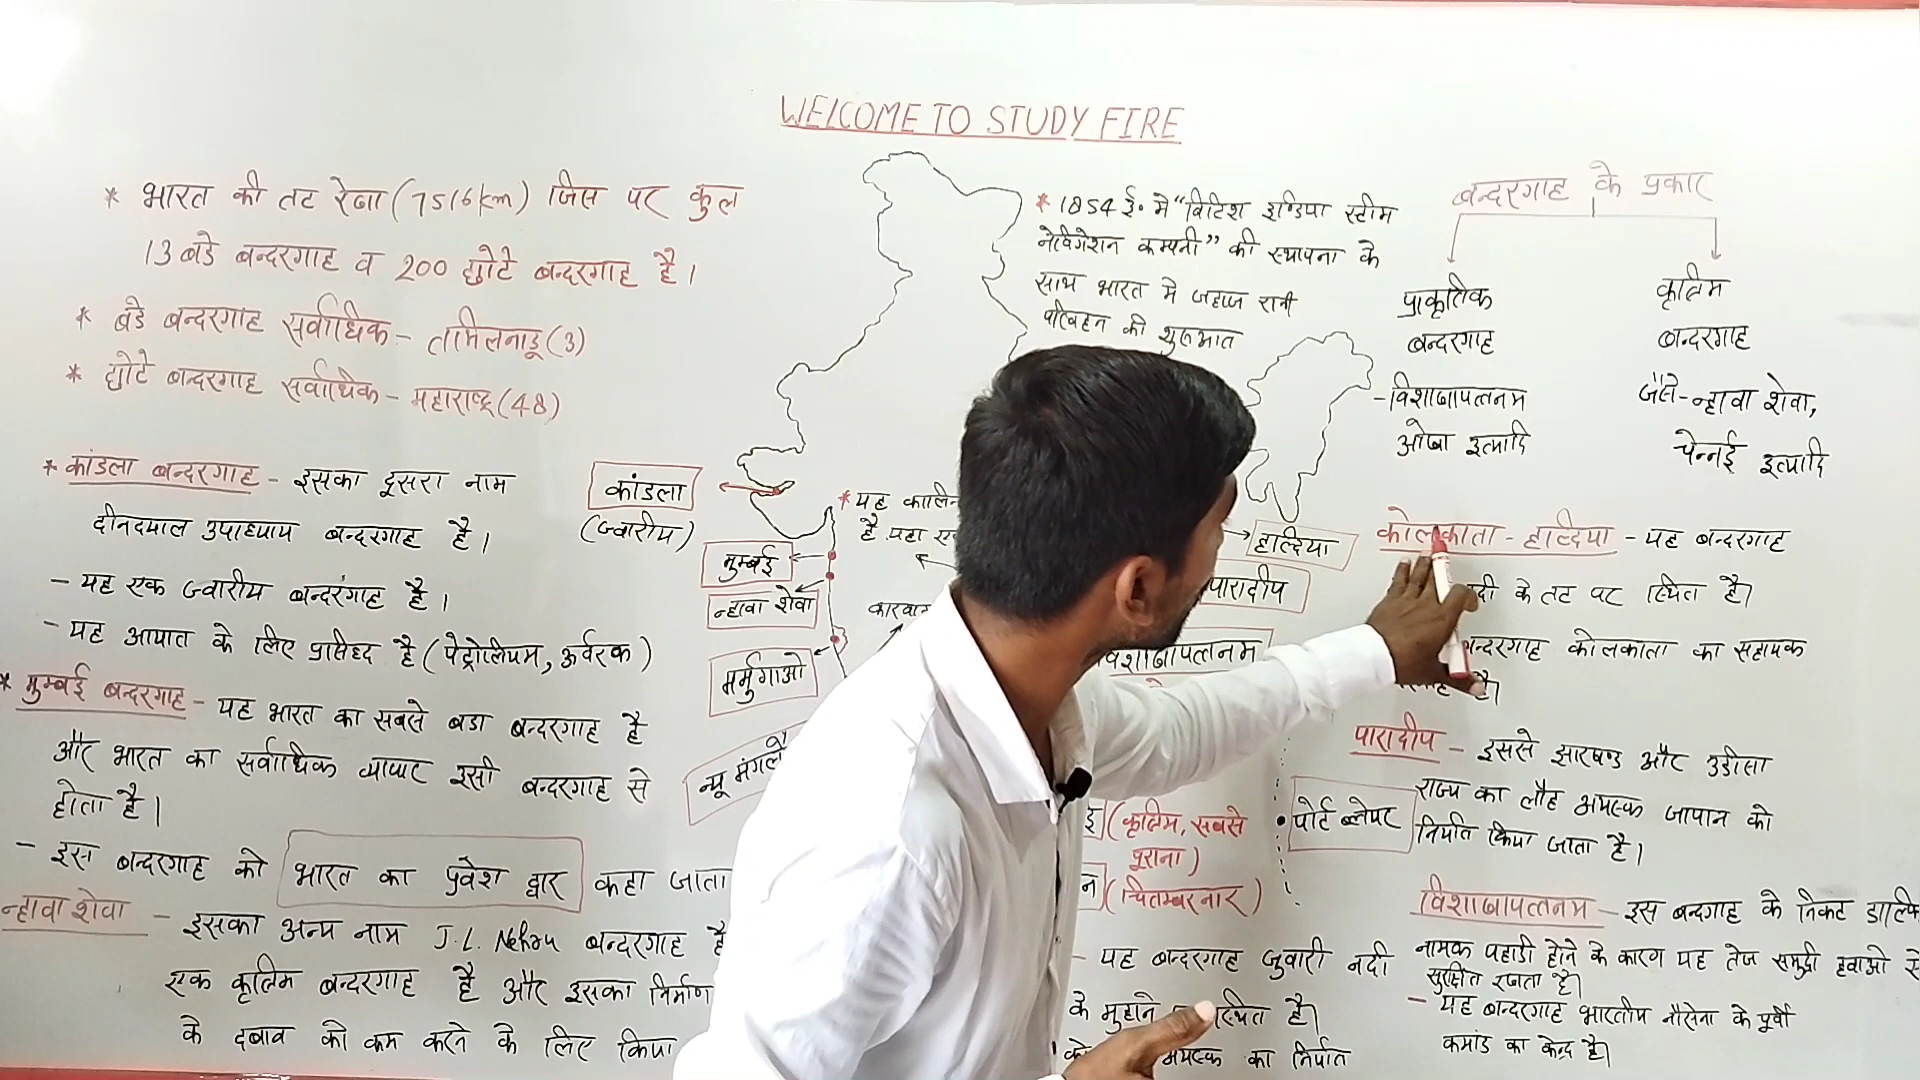 WELCOME TO STUDY FIRE
* भारत की तट रेखा (7516 km) जिस पर कुल
13 बडे बन्दरगाह व 200 छोटे बन्दरगाह है।
* बडे बन्दरगाह सर्वाधिक - तामिलनाडू (3)
* छोटे बन्दरगाह सर्वाधिक - महाराष्ट्र (48)
* कांडला बन्दरगाह - इसका दूसरा नाम
दीनदयाल उपाध्याय बन्दरगाह है।
- यह एक ज्वारीय बन्दरगाह है।
- यह आयात के लिए प्रसिध्द है (पेट्रोलियम, ऊर्वरक)
* मुम्बई बन्दरगाह - यह भारत का सबसे बडा बन्दरगाह है
और भारत का सर्वाधिक व्यापार इसी बन्दरगाह से
होता है।
- इस बन्दरगाह को भारत का प्रवेश द्वार कहा जाता
न्हावा शेवा - इसका अन्य नाम J.L. Nehru बन्दरगाह है
एक कृत्रिम बन्दरगाह है और इसका निर्माण
के दबाव को कम करने के लिए किया
कांडला
(ज्वारीय)
मुम्बई
न्हावा शेवा
मर्मुगाओ
न्यू
* यह
है यहा
* 1854 ई. मे "ब्रिटिश इण्डिया स्टीम
नेविगेशन कम्पनी" की स्थापना के
साथ भारत मे जहाज रानी
परिवहन की शुरूआत
हाल्दिया
पारादीप
विशाखापत्तनम
(कृत्रिम, सबसे
पूराना)
(चितम्बरनार)
पोर्ट ब्लेयर
- यह बन्दरगाह जुवारी नदी
के मुहाने स्थित है।
अयस्क का निर्यात
बन्दरगाह के प्रकार
प्राकृतिक
बन्दरगाह
- विशाखापत्तनम
ओखा इत्यादि
कृत्रिम
बन्दरगाह
जैसे - न्हावा शेवा,
चेन्नई इत्यादि
कोलकाता - हाल्दिया - यह बन्दरगाह
के तट पर स्थित है।
बन्दरगाह कोलकाता का सहायक
है।
पारादीप - इससे झारखण्ड और उडीसा
राज्य का लौह अयस्क जापान को
निर्यात किया जाता है।
विशाखापत्तनम - इस बन्दगाह के निकट
नामक पहाडी होने के कारण यह तेज समुद्री हवाओ से
सुरक्षित रखता है।
- यह बन्दरगाह भारतीय नौसेना के पूर्वी
कमांड का केन्द्र है।